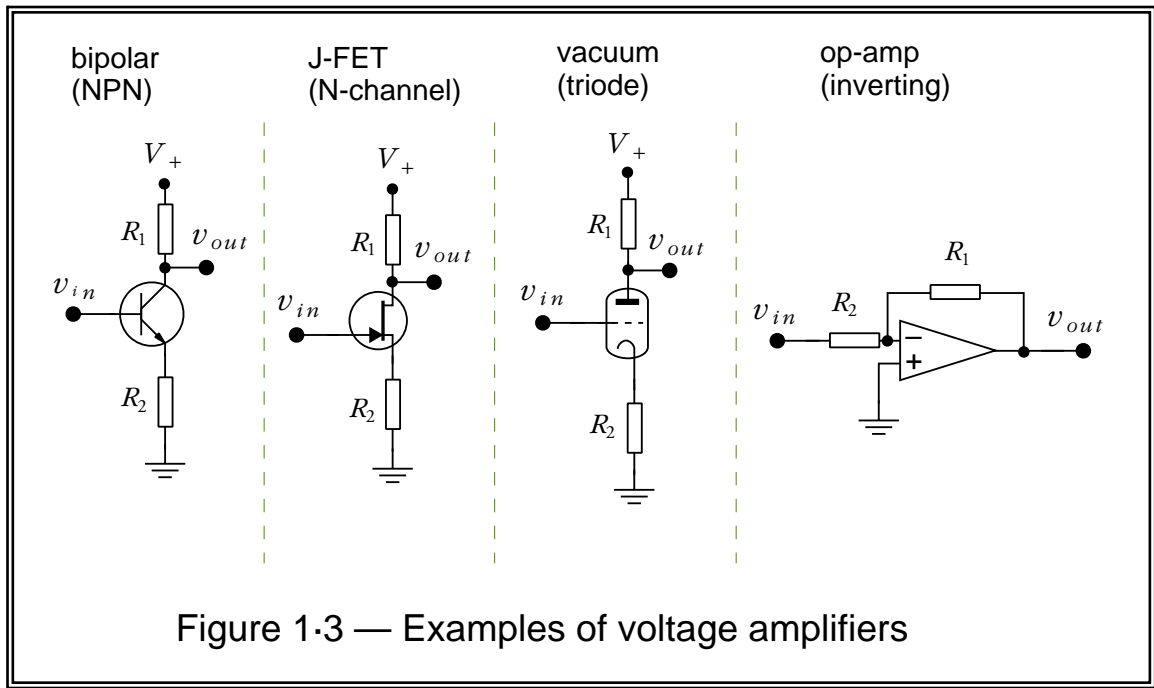 bipolar
(NPN)
V+
R1
vout
vin
R2
J-FET
(N-channel)
V+
R1
vout
vin
R2
vacuum
(triode)
V+
R1
vout
vin
R2
op-amp
(inverting)
R1
R2
vin
vout
−
+
Figure 1·3 — Examples of voltage amplifiers